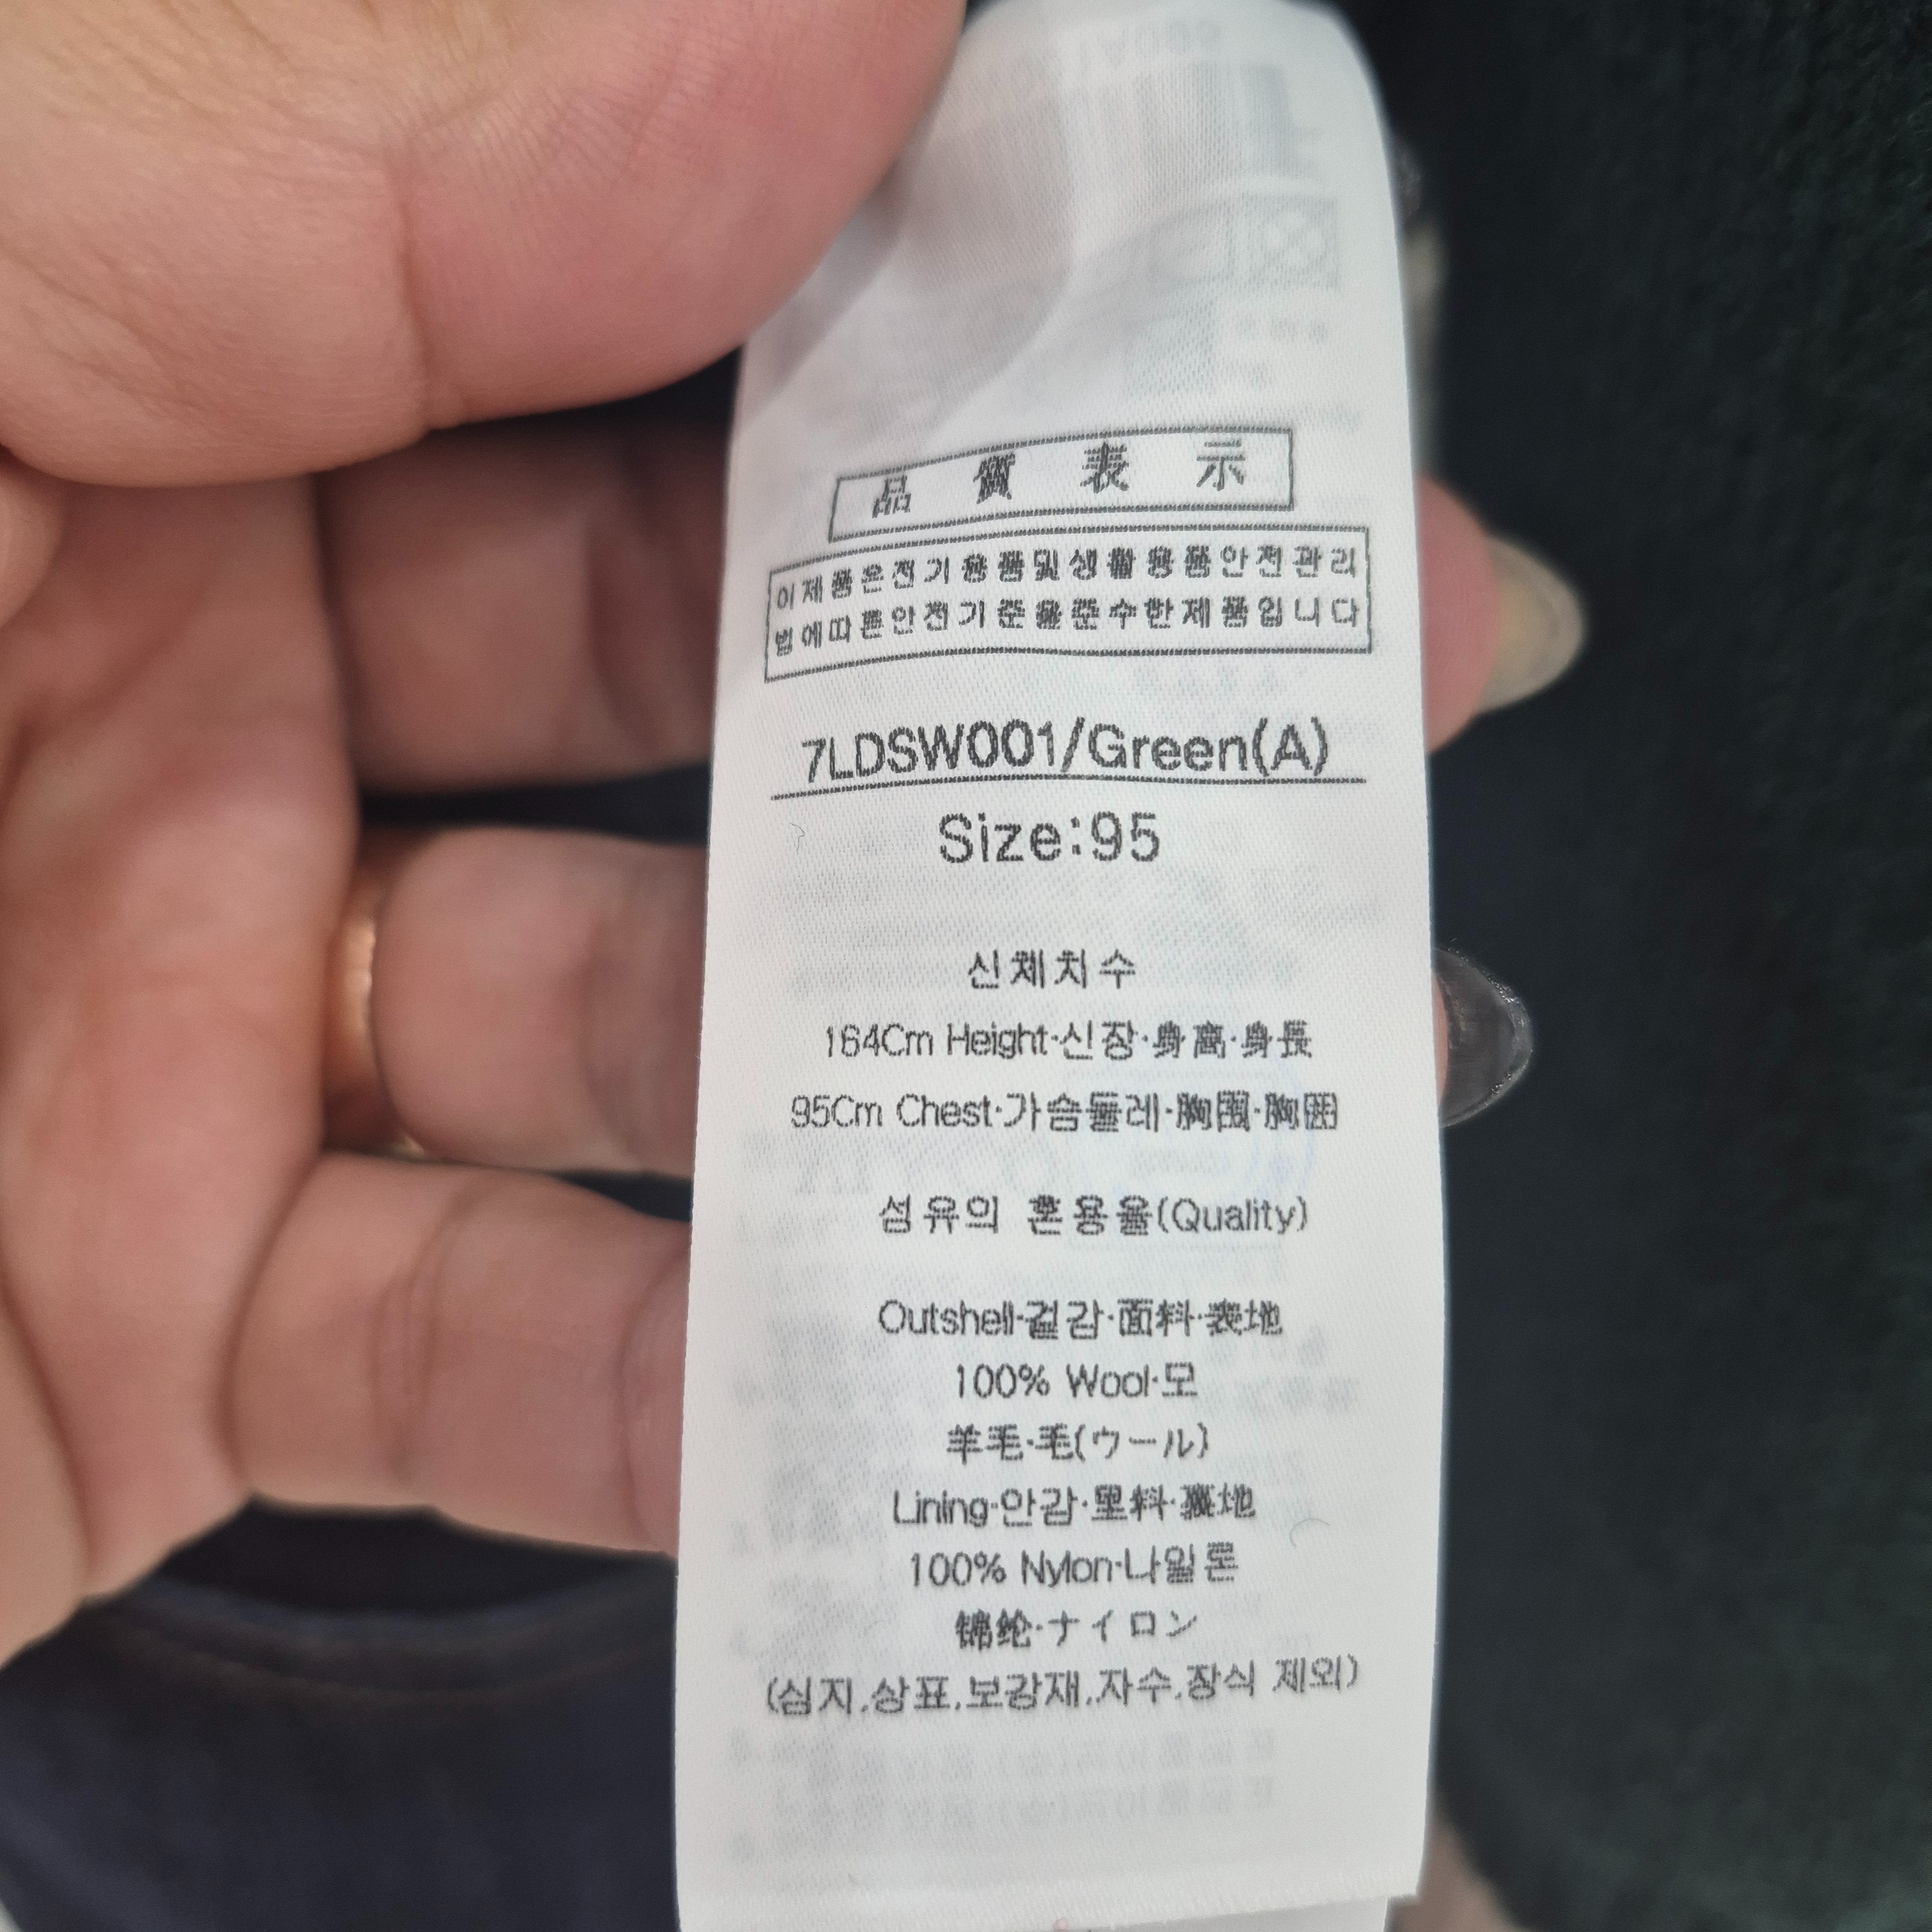 品 質 表 示
이제품은전기용품및생활용품안전관리
법에따른안전기준을준수한제품입니다
7LDSW001/Green(A)
Size:95
신체치수
164Cm Height·신장·身高·身長
95Cm Chest·가슴둘레·胸围·胸囲
섬유의 혼용율(Quality)
Outshell·겉감·面料·表地
100% Wool·모
羊毛·毛(ウール)
Lining·안감·里料·裏地
100% Nylon·나일론
锦纶·ナイロン
(심지,상표,보강재,자수,장식 제외)